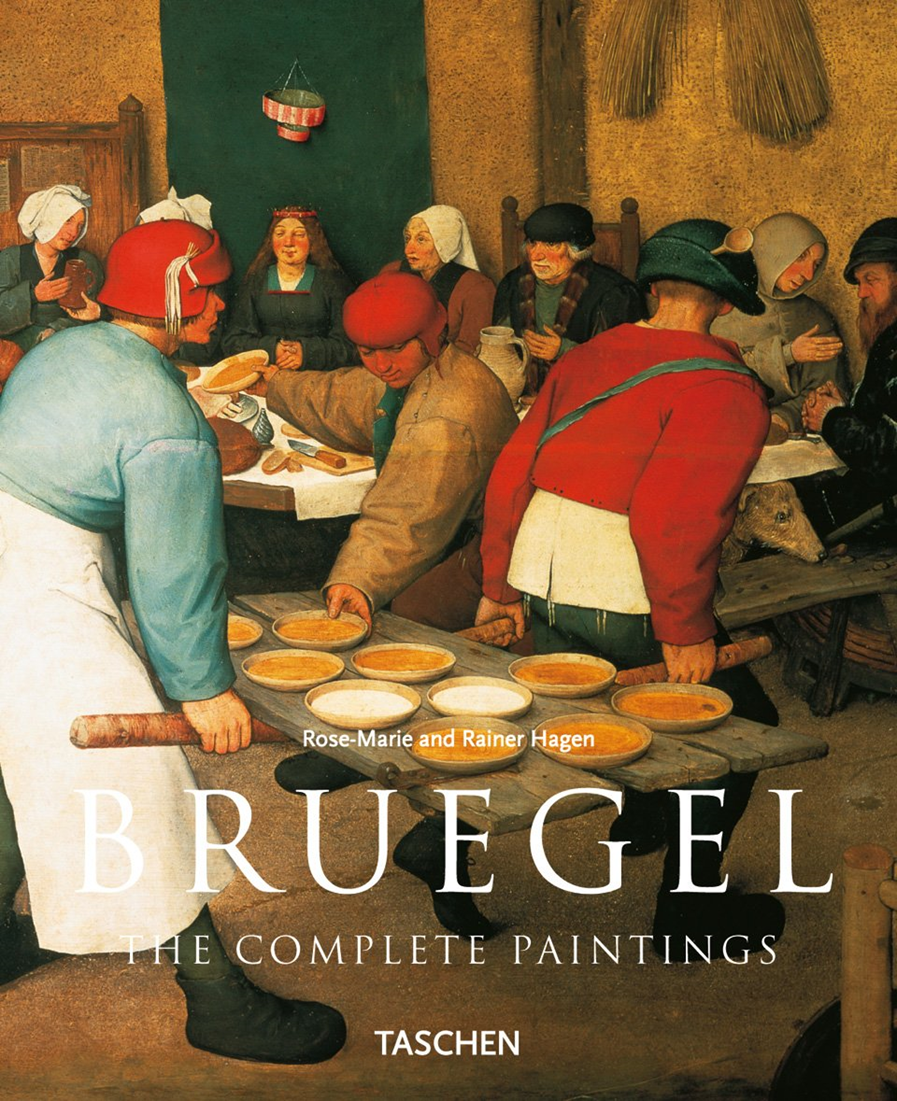 Rose-Marie and Rainer Hagen
BRUEGEL
THE COMPLETE PAINTINGS
TASCHEN